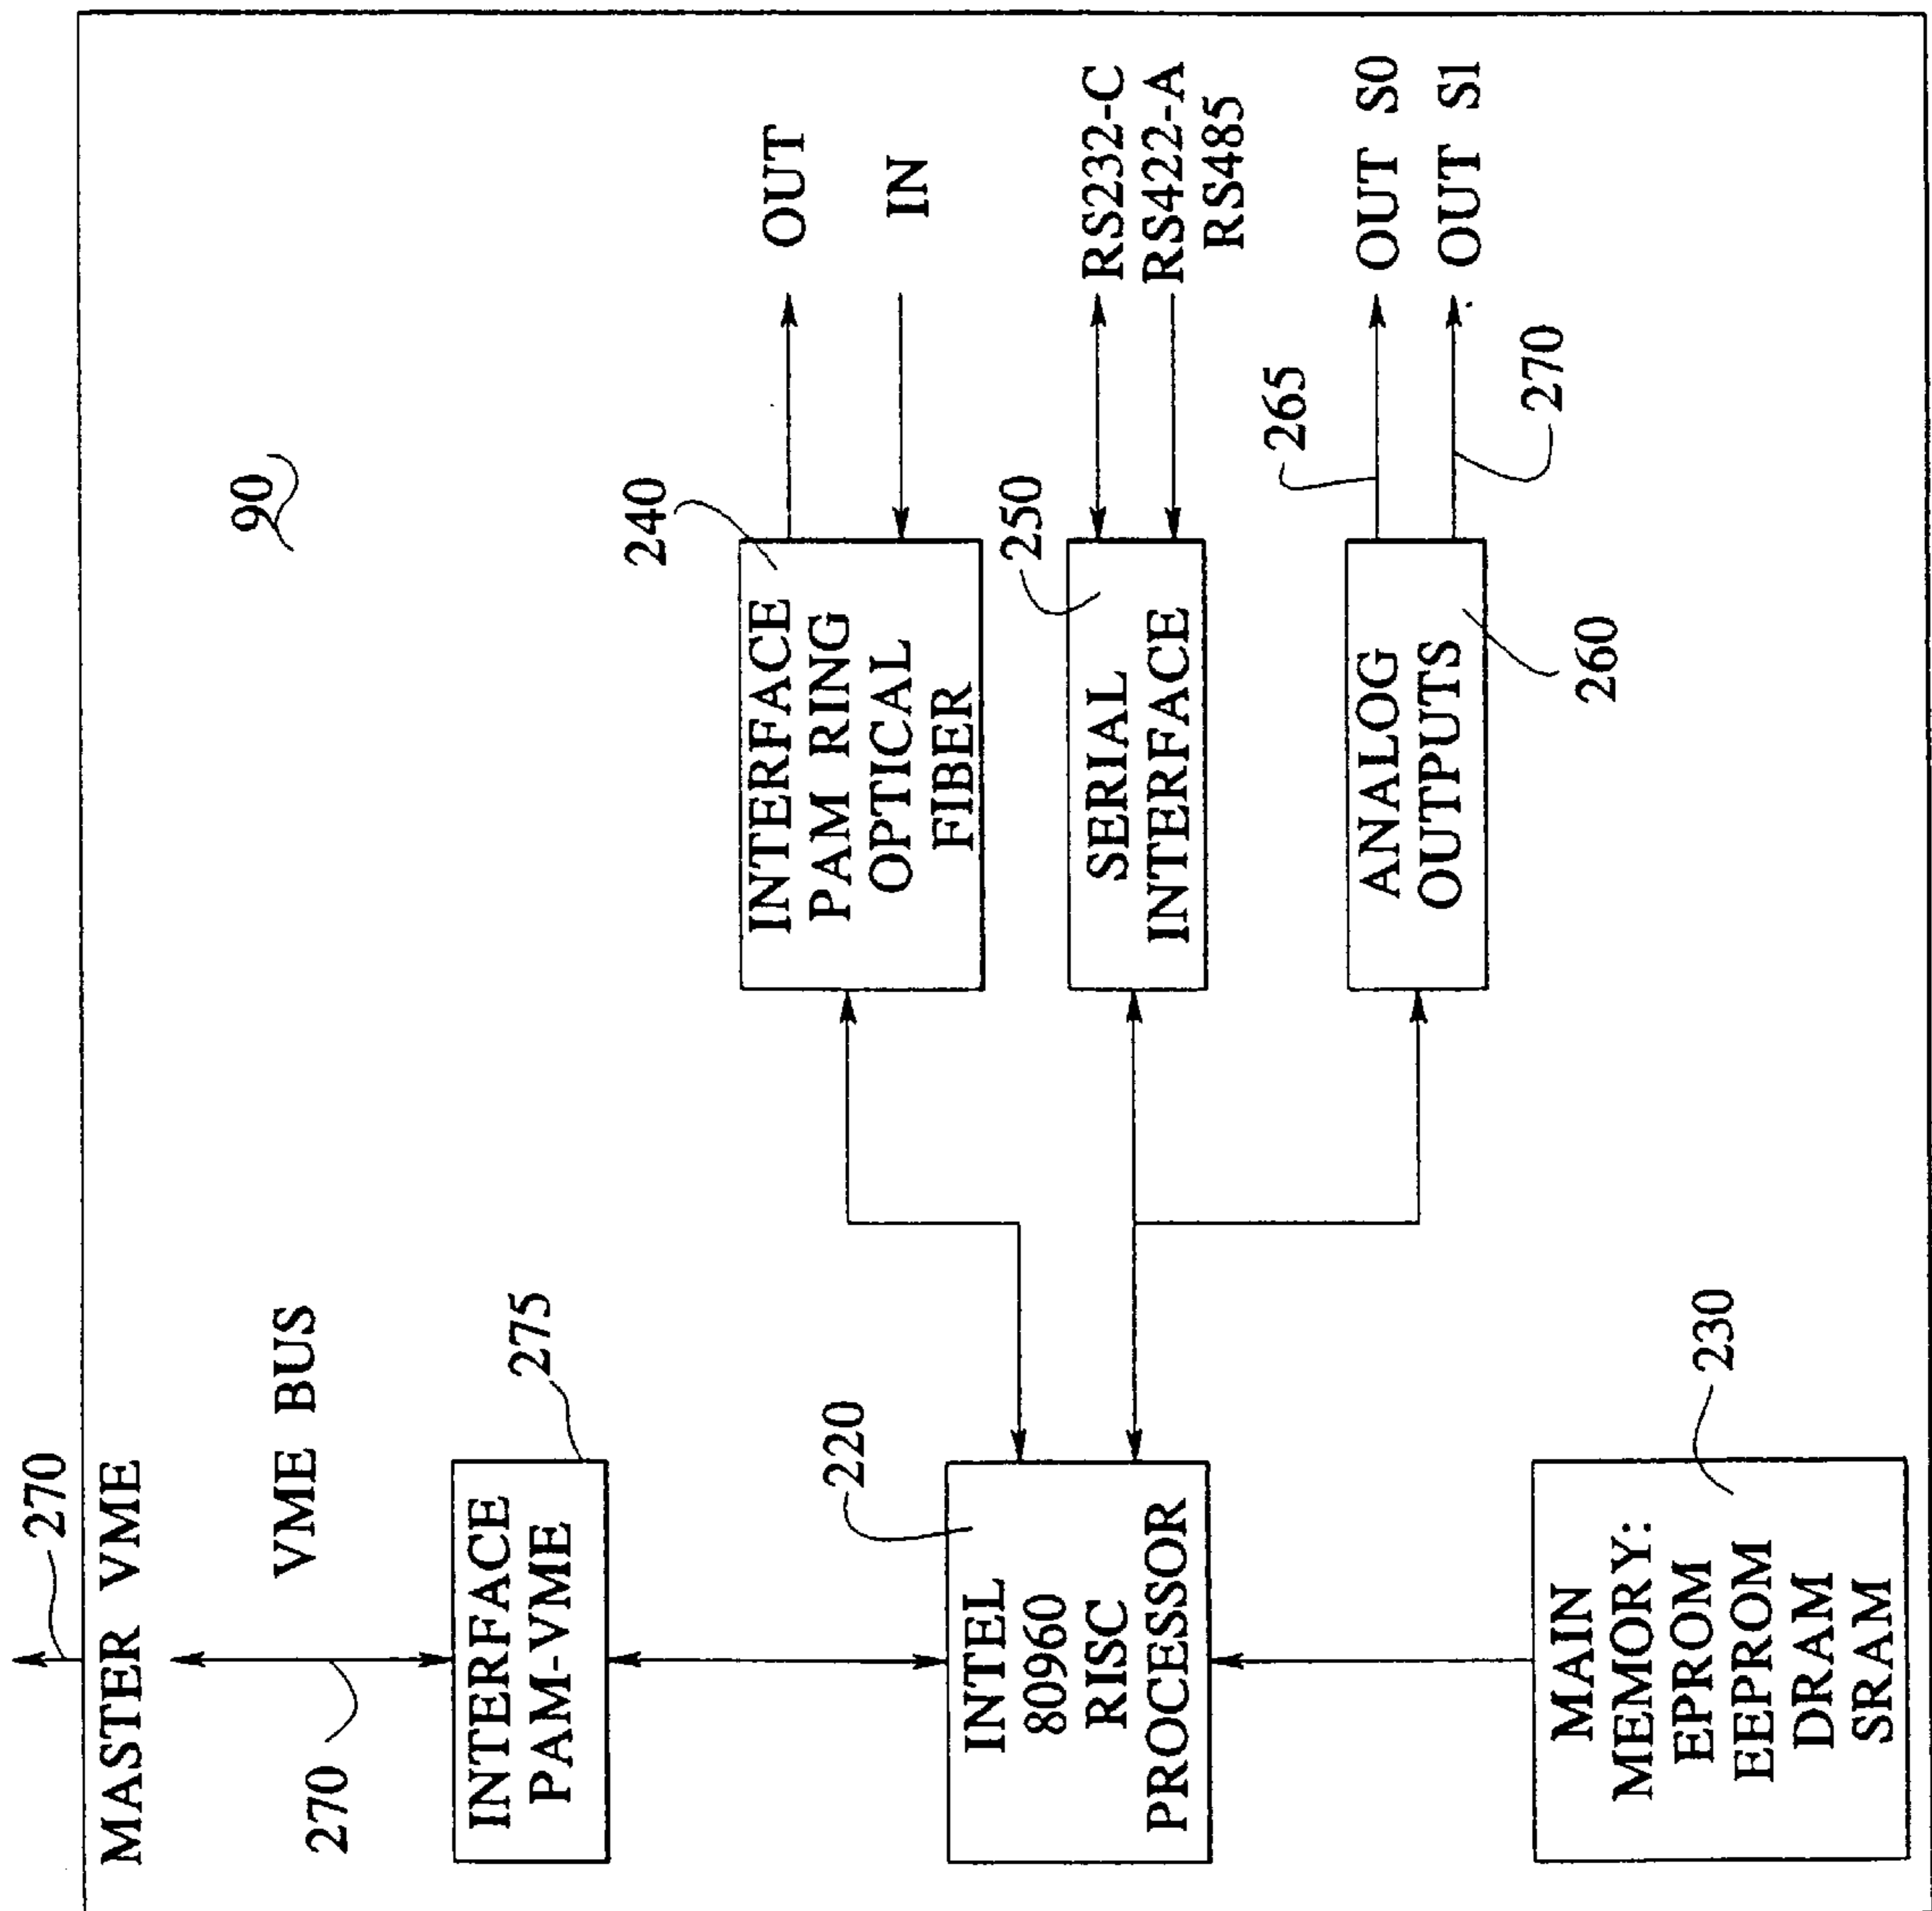 90
270
MASTER VME
VME BUS
270
INTERFACE
PAM-VME
275
INTEL
80960
RISC
PROCESSOR
220
MAIN
MEMORY:
EPROM
EEPROM
DRAM
SRAM
230
INTERFACE
PAM RING
OPTICAL
FIBER
240
OUT
IN
SERIAL
INTERFACE
250
RS232-C
RS422-A
RS485
ANALOG
OUTPUTS
260
265
OUT S0
OUT S1
270